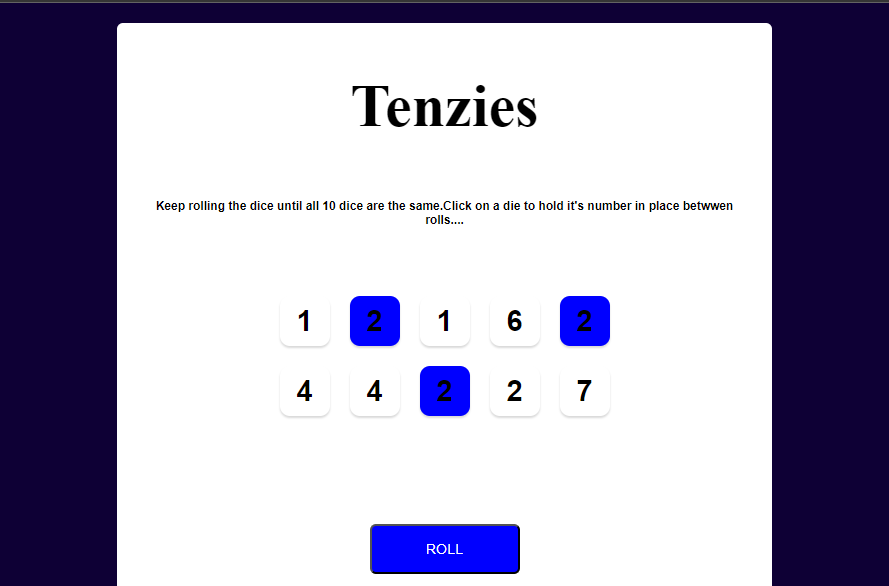 Tenzies
Keep rolling the dice until all 10 dice are the same.Click on a die to hold it's number in place betwwen
rolls....
1 2 1 6 2
4 4 2 2 7
ROLL